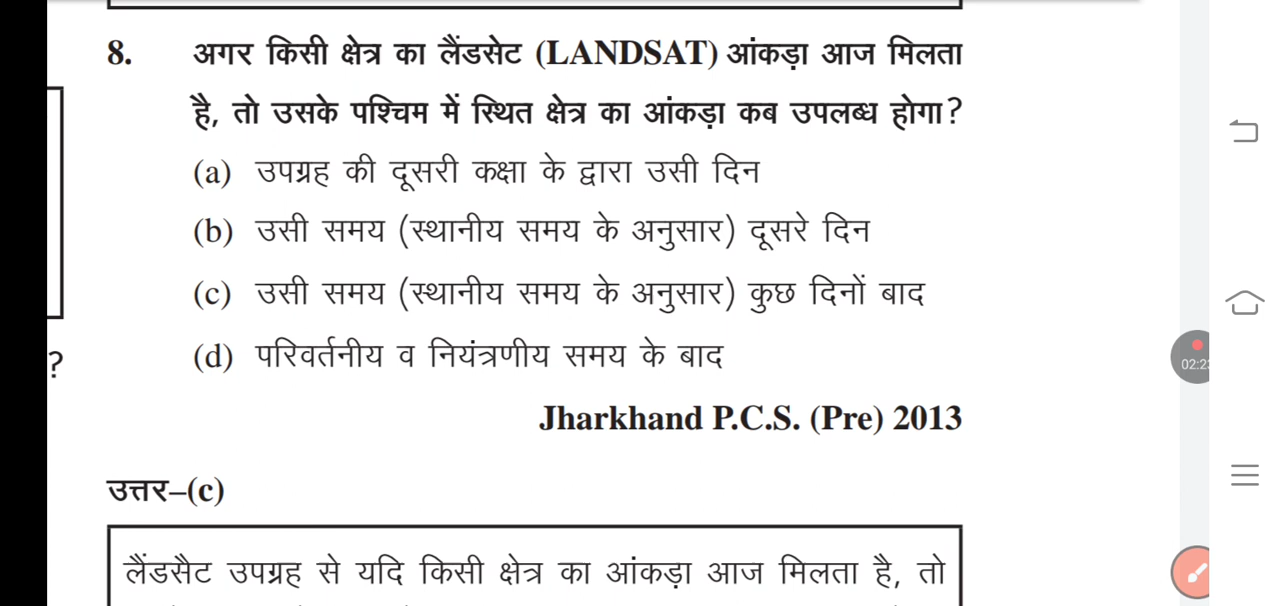 8. अगर किसी क्षेत्र का लैंडसेट (LANDSAT) आंकड़ा आज मिलता
है, तो उसके पश्चिम में स्थित क्षेत्र का आंकड़ा कब उपलब्ध होगा?
(a) उपग्रह की दूसरी कक्षा के द्वारा उसी दिन
(b) उसी समय (स्थानीय समय के अनुसार) दूसरे दिन
(c) उसी समय (स्थानीय समय के अनुसार) कुछ दिनों बाद
?
(d) परिवर्तनीय व नियंत्रणीय समय के बाद
02:2
Jharkhand P.C.S. (Pre) 2013
उत्तर–(c)
लैंडसैट उपग्रह से यदि किसी क्षेत्र का आंकड़ा आज मिलता है, तो